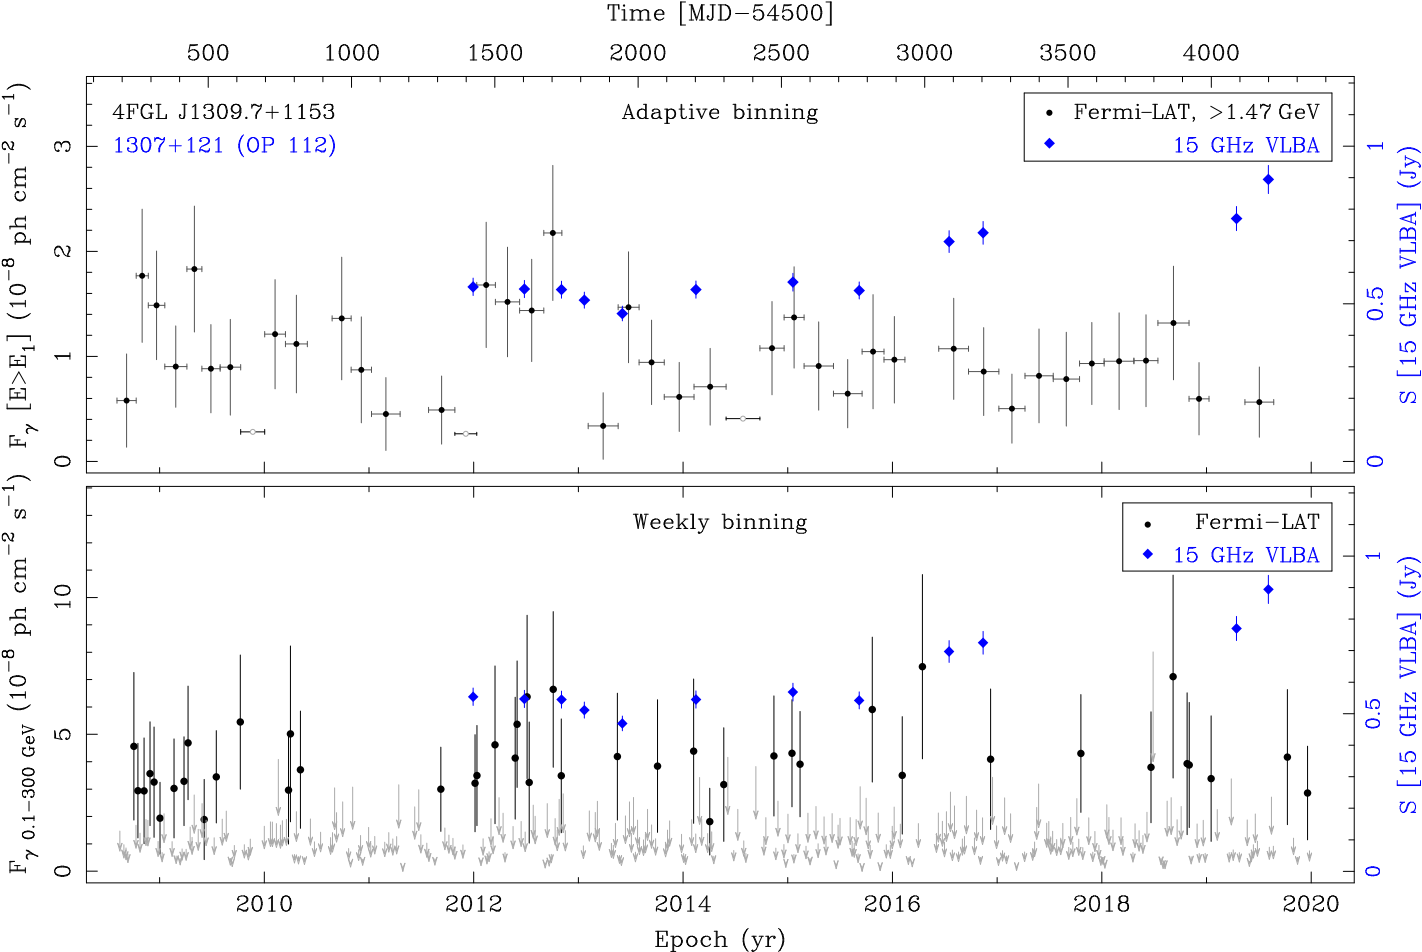 Time [MJD−54500]
500 1000 1500 2000 2500 3000 3500 4000
4FGL J1309.7+1153
1307+121 (OP 112)
Adaptive binning
Fermi−LAT, >1.47 GeV
15 GHz VLBA
F_γ [E>E_1] (10^−8 ph cm^−2 s^−1)
3
2
1
0
S [15 GHz VLBA] (Jy)
1
0.5
0
Weekly binning
Fermi−LAT
15 GHz VLBA
F_γ 0.1−300 GeV (10^−8 ph cm^−2 s^−1)
10
5
0
S [15 GHz VLBA] (Jy)
1
0.5
0
2010 2012 2014 2016 2018 2020
Epoch (yr)